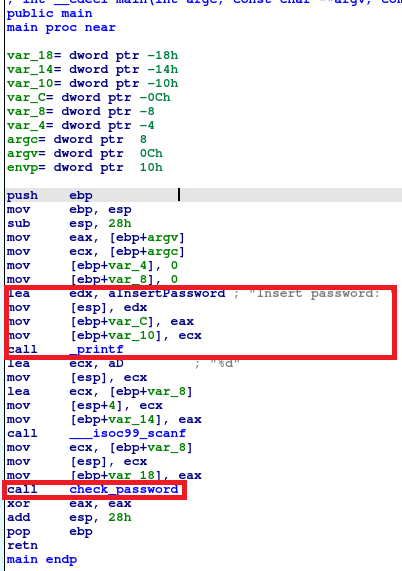 ; int __cdecl main(int argc, const char **argv, con
public main
main proc near
var_18= dword ptr -18h
var_14= dword ptr -14h
var_10= dword ptr -10h
var_C= dword ptr -0Ch
var_8= dword ptr -8
var_4= dword ptr -4
argc= dword ptr  8
argv= dword ptr  0Ch
envp= dword ptr  10h
push    ebp
mov     ebp, esp
sub     esp, 28h
mov     eax, [ebp+argv]
mov     ecx, [ebp+argc]
mov     [ebp+var_4], 0
mov     [ebp+var_8], 0
lea     edx, aInsertPassword ; "Insert password:
mov     [esp], edx
mov     [ebp+var_C], eax
mov     [ebp+var_10], ecx
call    _printf
lea     ecx, aD         ; "%d"
mov     [esp], ecx
lea     ecx, [ebp+var_8]
mov     [esp+4], ecx
mov     [ebp+var_14], eax
call    ___isoc99_scanf
mov     ecx, [ebp+var_8]
mov     [esp], ecx
mov     [ebp+var_18], eax
call    check_password
xor     eax, eax
add     esp, 28h
pop     ebp
retn
main endp